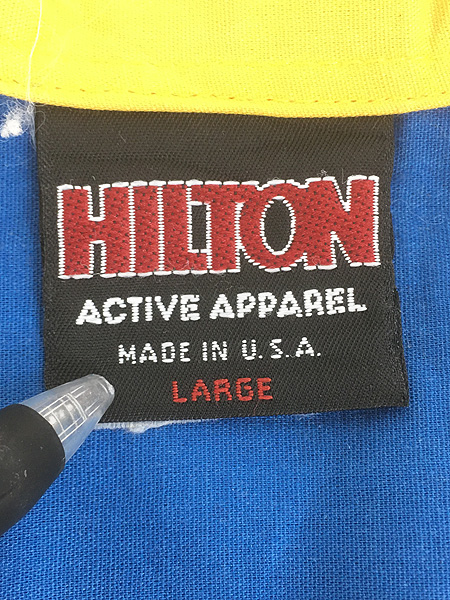 HILTON
ACTIVE APPAREL
MADE IN U.S.A.
LARGE